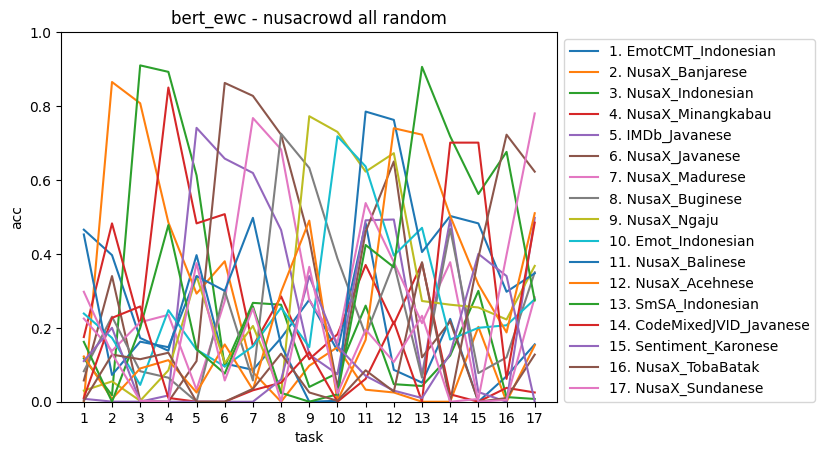 bert_ewc - nusacrowd all random
acc
1.0
0.8
0.6
0.4
0.2
0.0
1 2 3 4 5 6 7 8 9 10 11 12 13 14 15 16 17
task
1. EmotCMT_Indonesian
2. NusaX_Banjarese
3. NusaX_Indonesian
4. NusaX_Minangkabau
5. IMDb_Javanese
6. NusaX_Javanese
7. NusaX_Madurese
8. NusaX_Buginese
9. NusaX_Ngaju
10. Emot_Indonesian
11. NusaX_Balinese
12. NusaX_Acehnese
13. SmSA_Indonesian
14. CodeMixedJVID_Javanese
15. Sentiment_Karonese
16. NusaX_TobaBatak
17. NusaX_Sundanese